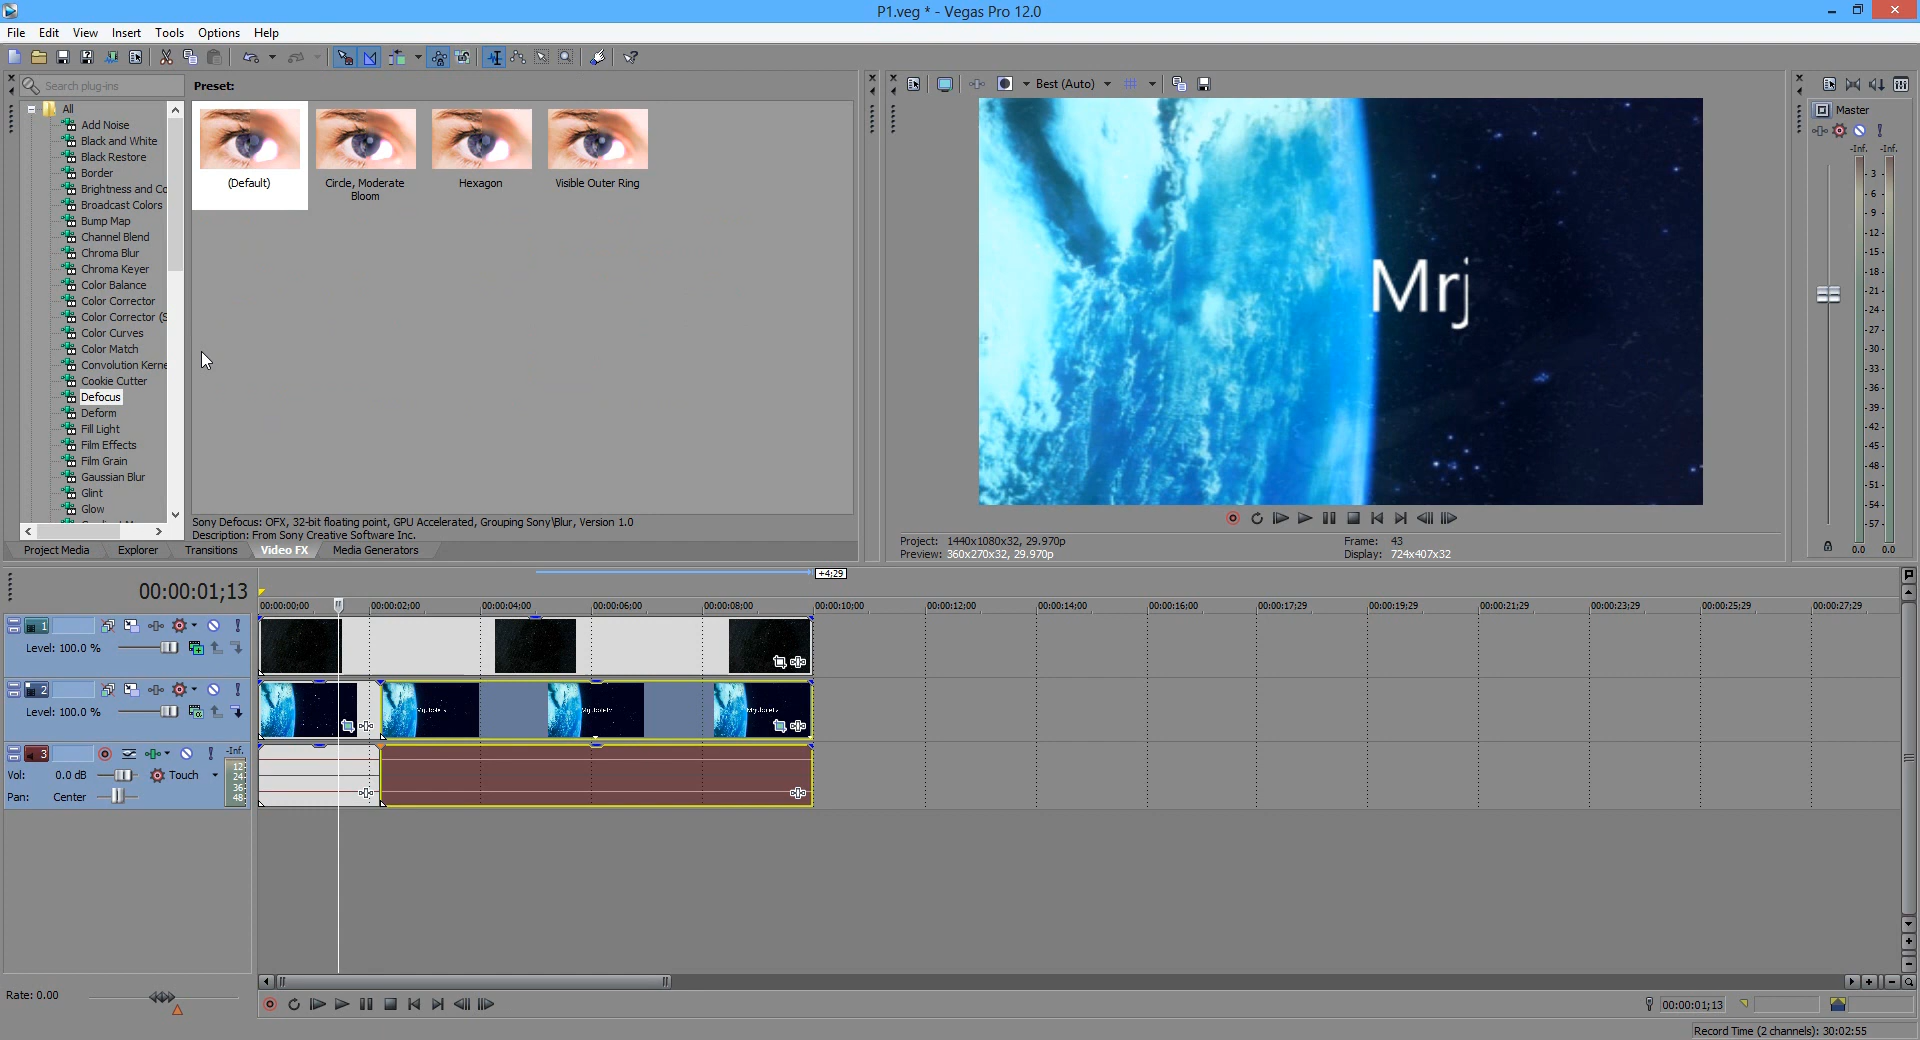 P1.veg * - Vegas Pro 12.0
File Edit View Insert Tools Options Help
Search plug-ins
Preset:
Best (Auto)
Master
All
Add Noise
Black and White
Black Restore
Border
Brightness and Co
Broadcast Colors
Bump Map
Channel Blend
Chroma Blur
Chroma Keyer
Color Balance
Color Corrector
Color Corrector (S
Color Curves
Color Match
Convolution Kerne
Cookie Cutter
Defocus
Deform
Fill Light
Film Effects
Film Grain
Gaussian Blur
Glint
Glow
(Default)
Circle, Moderate Bloom
Hexagon
Visible Outer Ring
Mrj
-Inf. -Inf.
- 3 -
- 6 -
- 9 -
-12-
-15-
-18-
-21-
-24-
-27-
-30-
-33-
-36-
-39-
-42-
-45-
-48-
-51-
-54-
-57-
0.0 0.0
Sony Defocus: OFX, 32-bit floating point, GPU Accelerated, Grouping Sony\Blur, Version 1.0
Description: From Sony Creative Software Inc.
Project Media Explorer Transitions Video FX Media Generators
Project: 1440x1080x32, 29.970p
Preview: 360x270x32, 29.970p
Frame: 43
Display: 724x407x32
+4;29
00:00:01;13
00:00:00;00 00:00:02;00 00:00:04;00 00:00:06;00 00:00:08;00 00:00:10;00 00:00:12;00 00:00:14;00 00:00:16;00 00:00:17;29 00:00:19;29 00:00:21;29 00:00:23;29 00:00:25;29 00:00:27;29
1
Level: 100.0 %
2
Level: 100.0 %
3
-Inf.
12
24
36
48
Vol: 0.0 dB Touch
Pan: Center
Rate: 0.00
00:00:01;13
Record Time (2 channels): 30:02:55